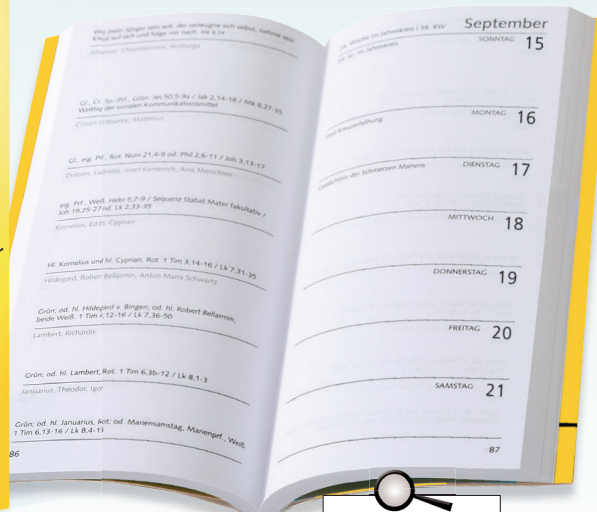 Wer mein Jünger sein will, der verleugne sich selbst, nehme sein
Kreuz auf sich und folge mir nach. Mk 8,34
Johannes Chrysostomus, Notburga
Gl., Cr. So.-Prf., Grün. Jes 50,5-9a / Jak 2,14-18 / Mk 8,27-35
Welttag der sozialen Kommunikationsmittel
Conan O'Rourke, Maternus
Gl., eig. Prf., Rot: Num 21,4-9 od. Phil 2,6-11 / Joh 3,13-17
Dolores, Ludmilla, Josef Kentenich, Ania
eig. Prf., Weiß. Hebr 5,7-9 / Sequenz Stabat Mater fakultativ /
Joh 19,25-27 od. Lk 2,33-35
Kornelius, Edith, Cyprian
Hl. Kornelius und hl. Cyprian, Rot. 1 Tim 3,14-16 / Lk 7,31-35
Hildegard, Robert Bellarmin, Anton Maria Schwartz
Grün; od. hl. Hildegard v. Bingen; od. hl. Robert Bellarmin,
beide Weiß. 1 Tim 4,12-16 / Lk 7,36-50
Lambert, Richardis
Grün; od. hl. Lambert, Rot. 1 Tim 6,3b-12 / Lk 8,1-3
Januarius, Theodor, Igor
Grün; od. hl. Januarius, Rot; od. Mariensamstag, Marienprf., Weiß.
1 Tim 6,13-16 / Lk 8,4-15
86
September
24. Woche im Jahreskreis / 38. KW
24. So. im Jahreskreis
SONNTAG 15
MONTAG 16
Fest Kreuzerhöhung
DIENSTAG 17
Gedächtnis der Schmerzen Mariens
MITTWOCH 18
DONNERSTAG 19
FREITAG 20
SAMSTAG 21
87